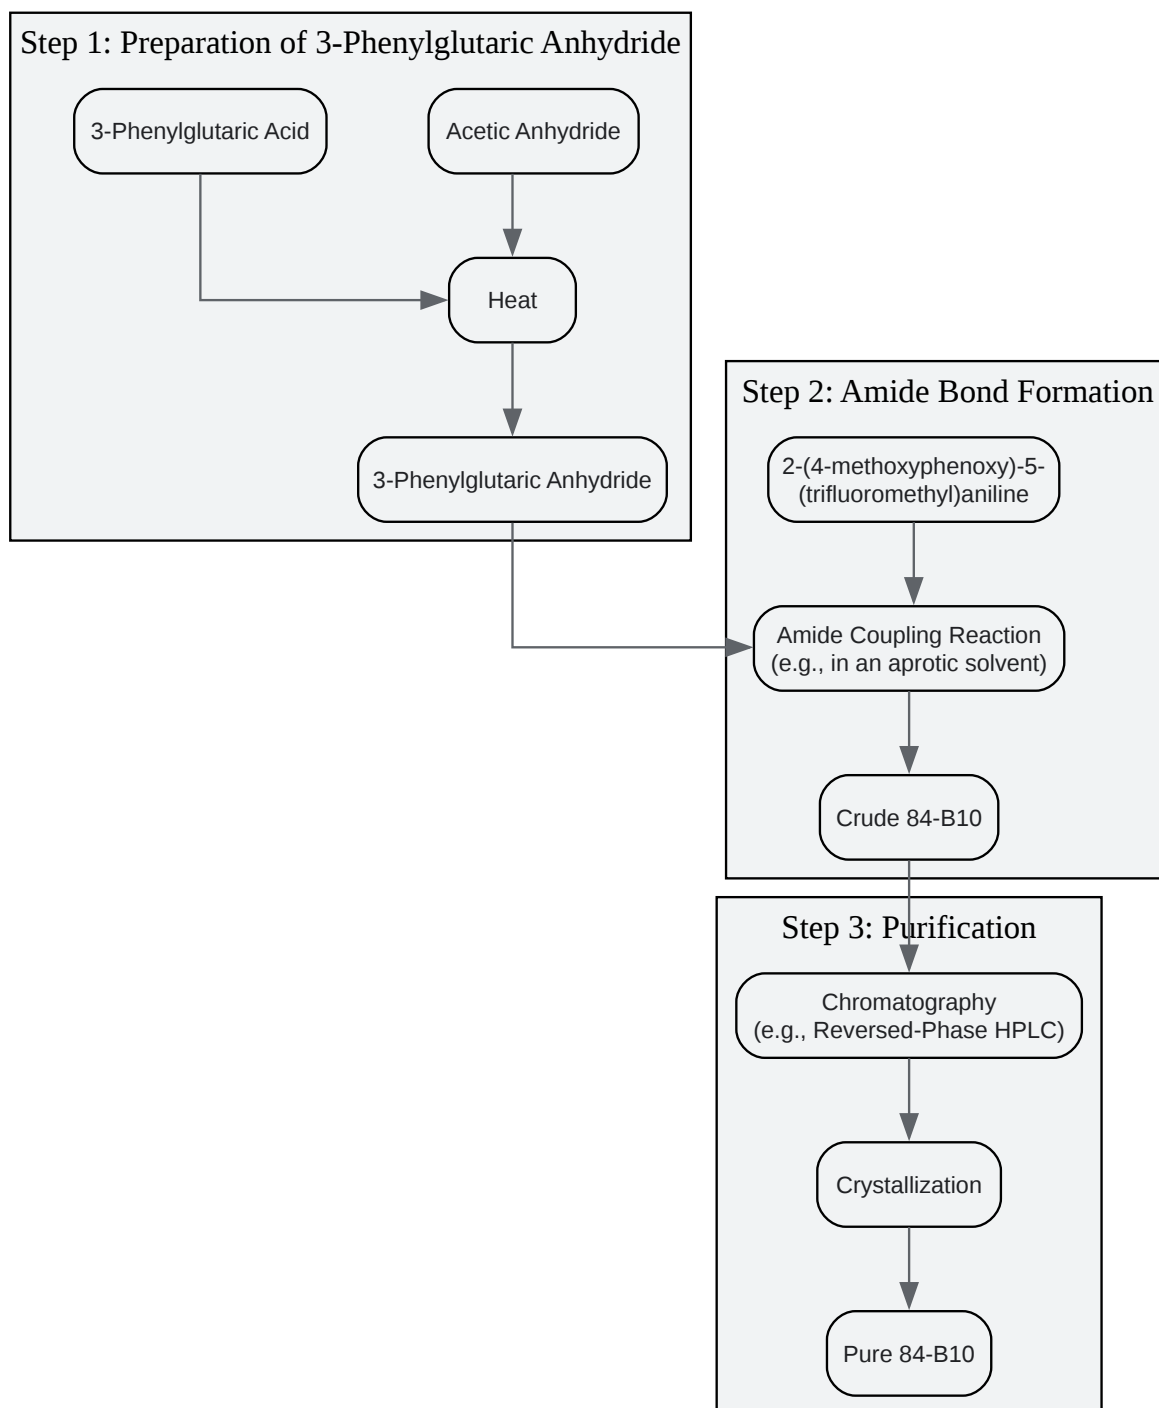 Step 1: Preparation of 3-Phenylglutaric Anhydride
3-Phenylglutaric Acid
Acetic Anhydride
Heat
3-Phenylglutaric Anhydride
Step 2: Amide Bond Formation
2-(4-methoxyphenoxy)-5-
(trifluoromethyl)aniline
Amide Coupling Reaction
(e.g., in an aprotic solvent)
Crude 84-B10
Step 3: Purification
Chromatography
(e.g., Reversed-Phase HPLC)
Crystallization
Pure 84-B10